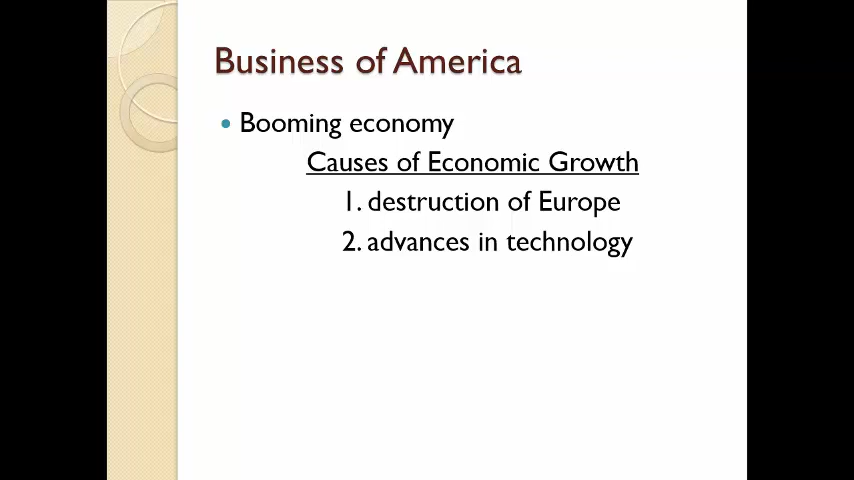 Business of America
• Booming economy
Causes of Economic Growth
1. destruction of Europe
2. advances in technology